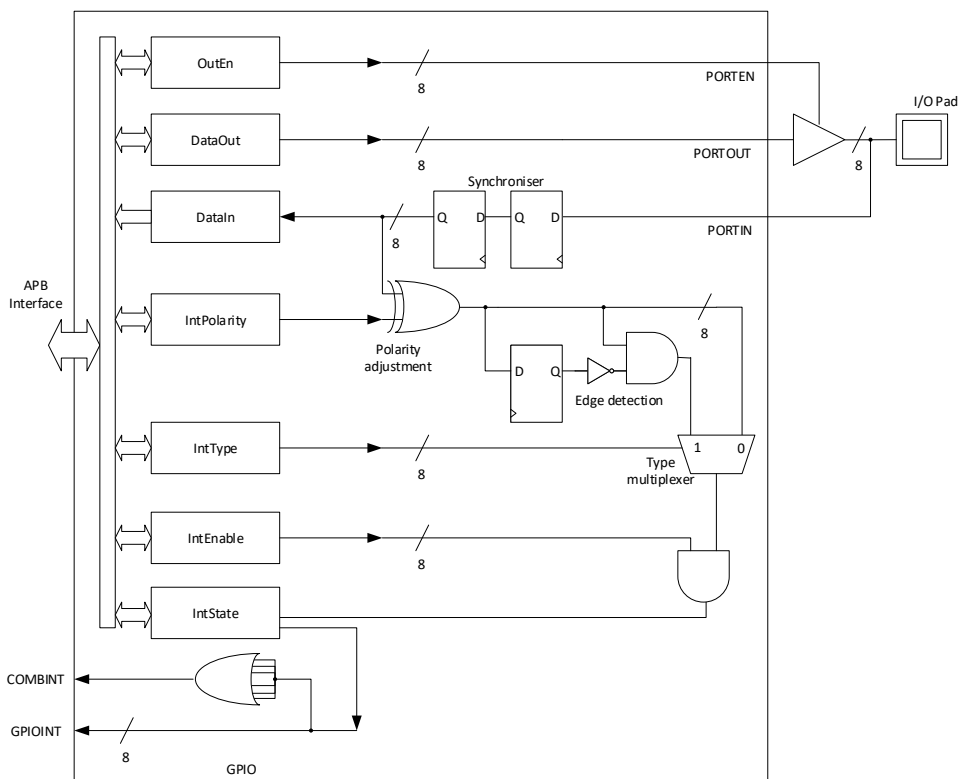 OutEn
8
PORTEN
I/O Pad
DataOut
8
PORTOUT
8
Synchroniser
DataIn
8
Q
D
Q
D
PORTIN
APB
Interface
IntPolarity
Polarity
adjustment
8
D
Q
Edge detection
IntType
8
1
0
Type
multiplexer
IntEnable
8
IntState
COMBINT
GPIOINT
8
GPIO